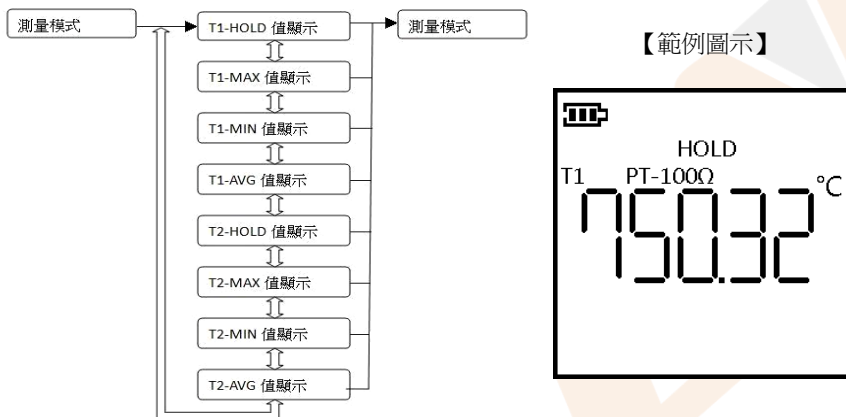 測量模式
T1-HOLD 值顯示
T1-MAX 值顯示
T1-MIN 值顯示
T1-AVG 值顯示
T2-HOLD 值顯示
T2-MAX 值顯示
T2-MIN 值顯示
T2-AVG 值顯示
測量模式
【範例圖示】
HOLD
T1 PT-100Ω
750.32 °C